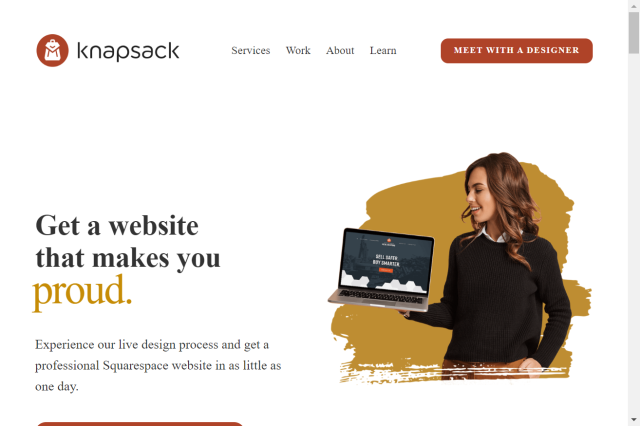 knapsack
Services Work About Learn
MEET WITH A DESIGNER
Get a website
that makes you
proud.
SELL SAFER.
BUY SMARTER.
Experience our live design process and get a
professional Squarespace website in as little as
one day.